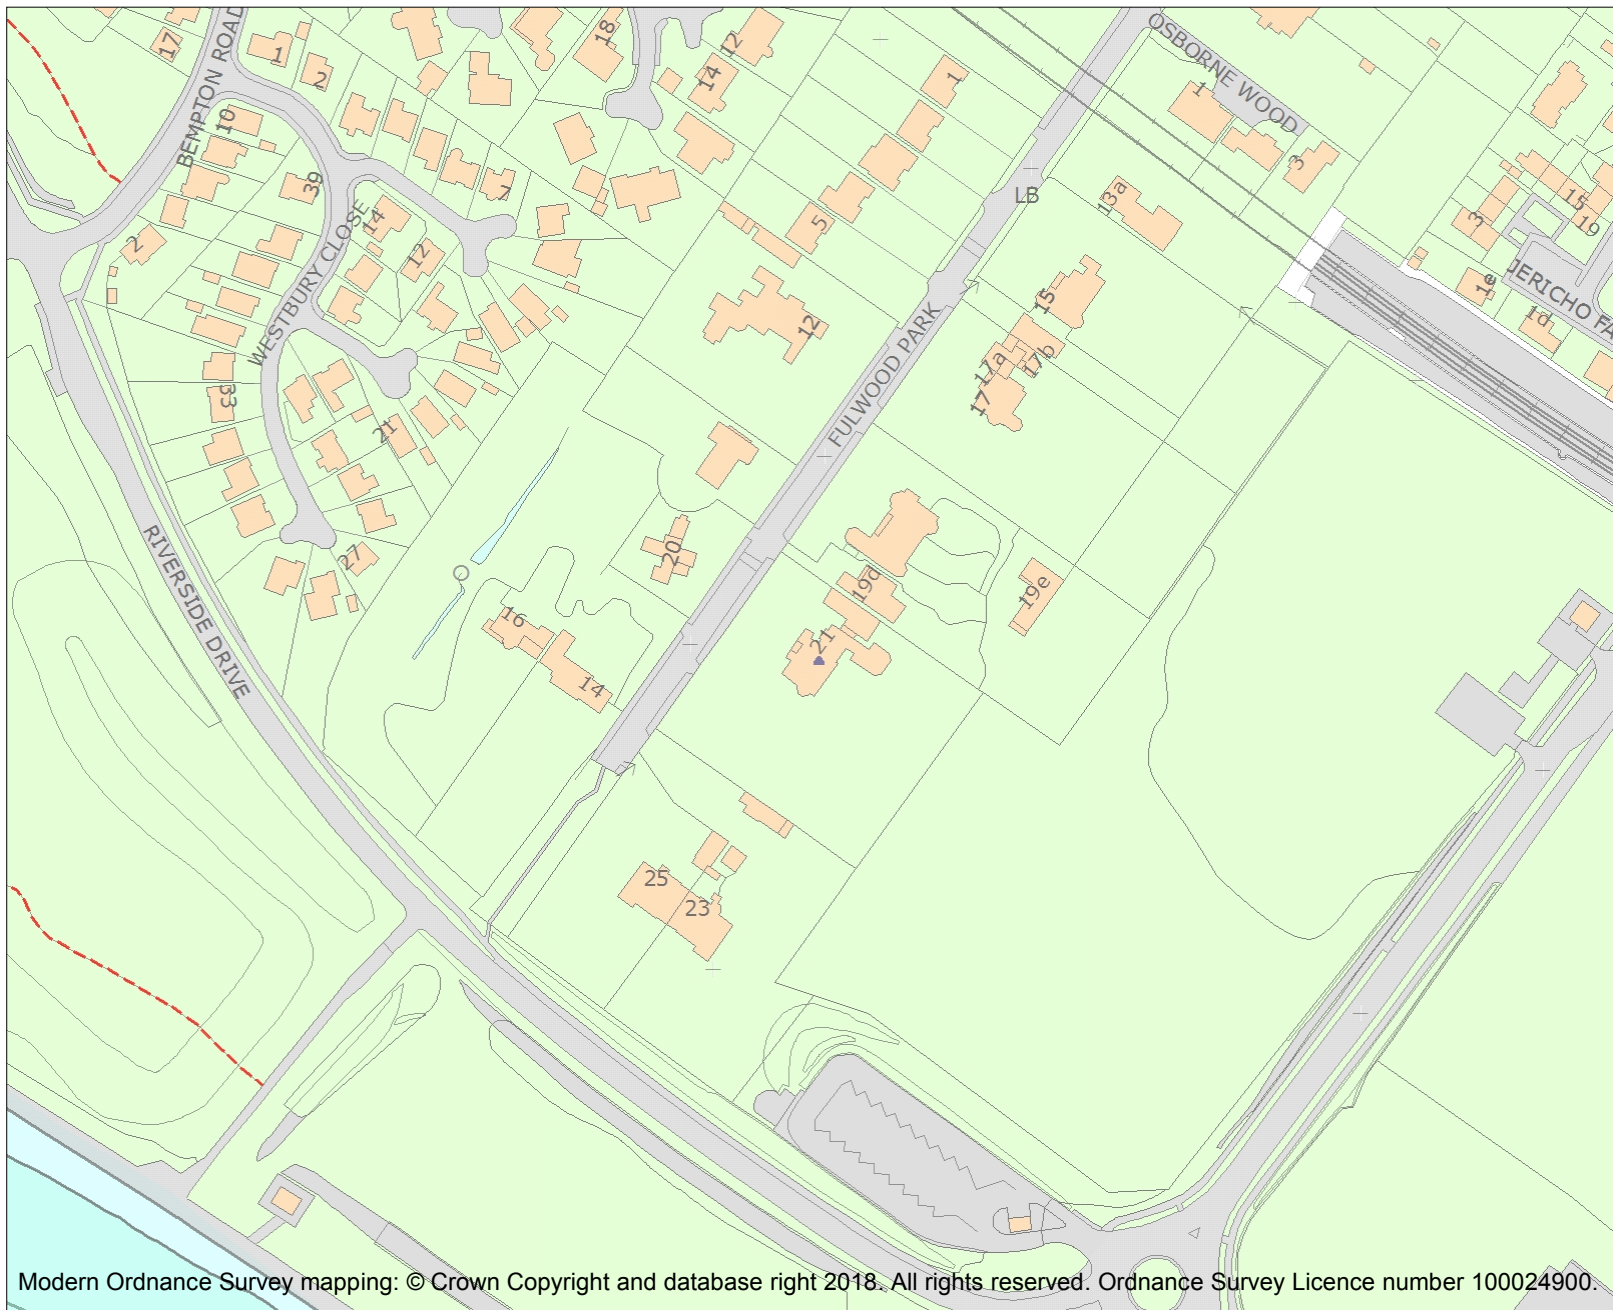 OSBORNE WOOD
BEMPTON ROAD
17
1
2
18
12
14
1
1
10
39
7
3
13a
LB
3
15
19
2
14
12
5
WESTBURY CLOSE
15
1e
JERICHO FA
1d
12
17a
17b
17
FULWOOD PARK
33
21
27
20
19d
19e
RIVERSIDE DRIVE
16
21
14
25
23
Modern Ordnance Survey mapping: © Crown Copyright and database right 2018. All rights reserved. Ordnance Survey Licence number 100024900.